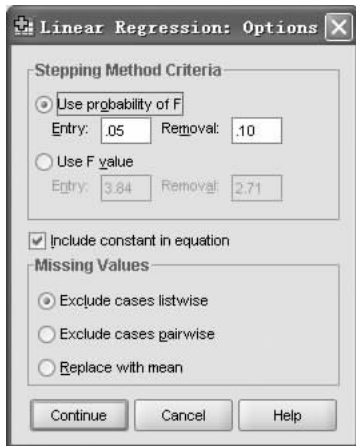 Linear Regression: Options
Stepping Method Criteria
Use probability of F
Entry: .05 Removal: .10
Use F value
Entry: 3.84 Removal: 2.71
Include constant in equation
Missing Values
Exclude cases listwise
Exclude cases pairwise
Replace with mean
Continue Cancel Help